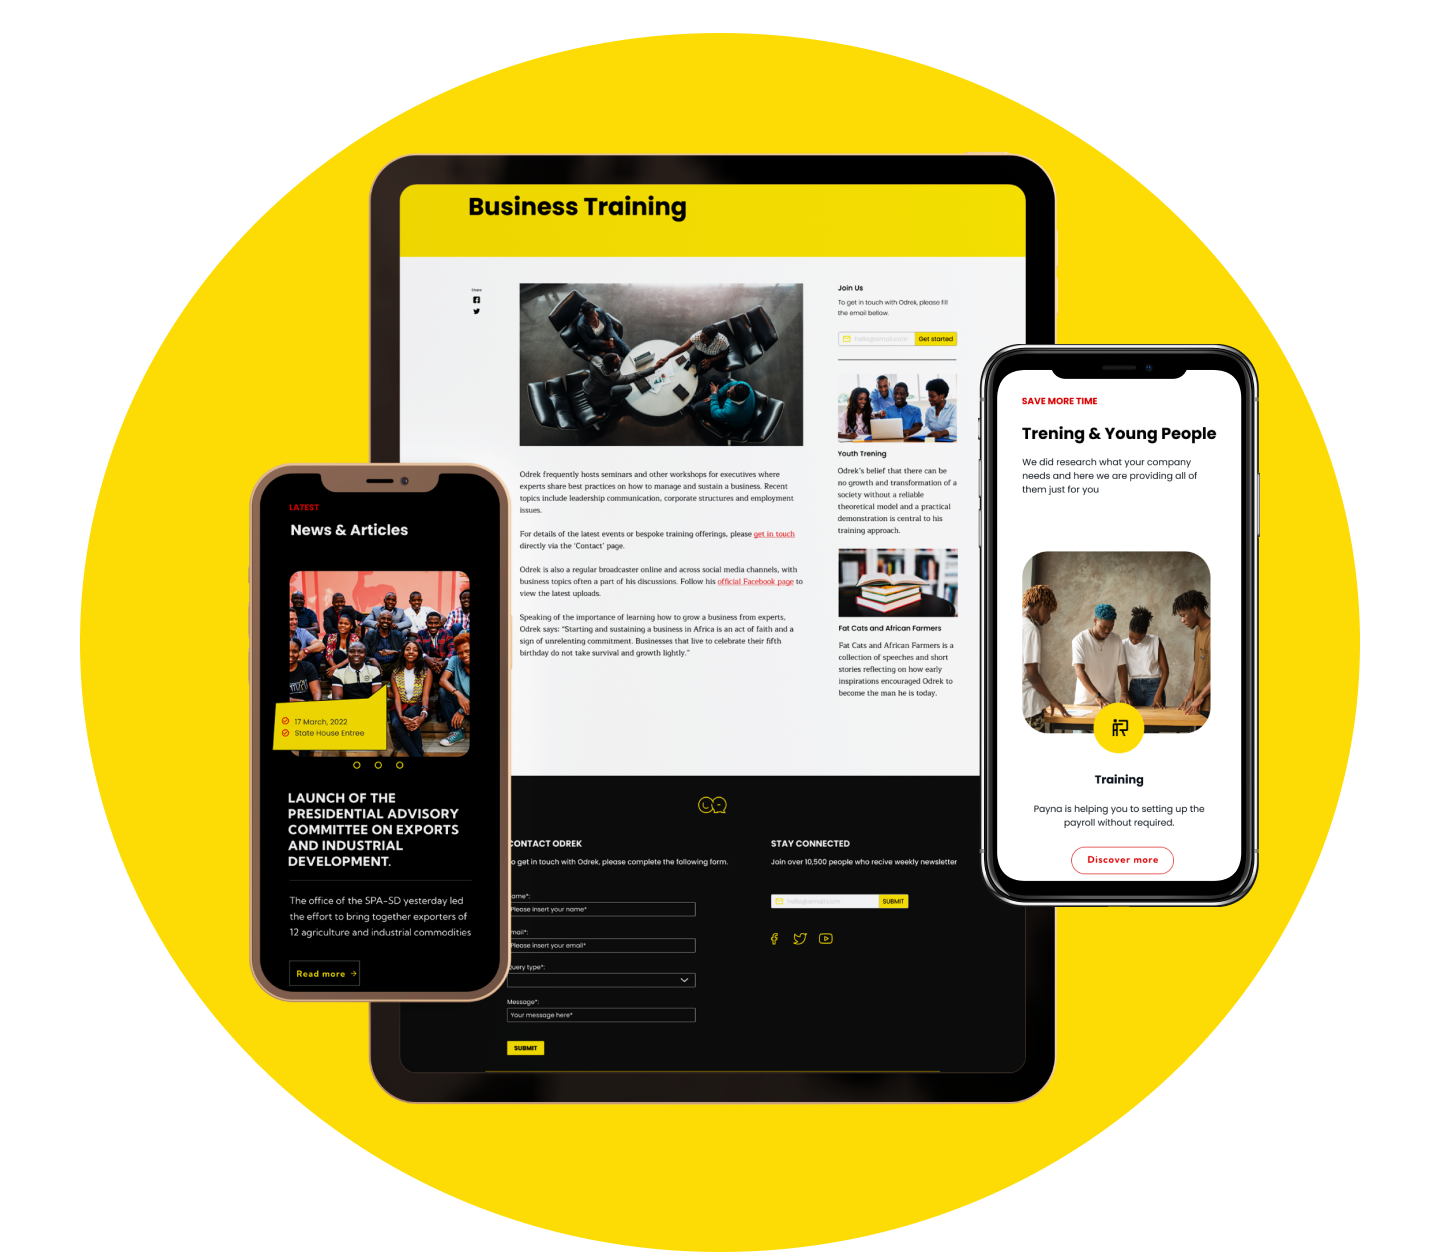 Business Training
Share
Join Us
To get in touch with Odrek, please fill
the email bellow.
hello@email.com
Get started
Odrek frequently hosts seminars and other workshops for executives where
experts share best practices on how to manage and sustain a business. Recent
topics include leadership communication, corporate structures and employment
issues.
For details of the latest events or bespoke training offerings, please get in touch
directly via the 'Contact' page.
Odrek is also a regular broadcaster online and across social media channels, with
business topics often a part of his discussions. Follow his official Facebook page to
view the latest uploads.
Speaking of the importance of learning how to grow a business from experts,
Odrek says: "Starting and sustaining a business in Africa is an act of faith and a
sign of unrelenting commitment. Businesses that live to celebrate their fifth
birthday do not take survival and growth lightly."
Youth Trening
Odrek's belief that there can be
no growth and transformation of a
society without a reliable
theoretical model and a practical
demonstration is central to his
training approach.
Fat Cats and African Farmers
Fat Cats and African Farmers is a
collection of speeches and short
stories reflecting on how early
inspirations encouraged Odrek to
become the man he is today.
CONTACT ODREK
o get in touch with Odrek, please complete the following form.
ame*:
Please insert your name*
mail*:
Please insert your email*
Query type*:
Message*:
Your message here*
SUBMIT
STAY CONNECTED
Join over 10,500 people who recive weekly newsletter
hello@email.com
SUBMIT
LATEST
News & Articles
17 March, 2022
State House Entree
LAUNCH OF THE
PRESIDENTIAL ADVISORY
COMMITTEE ON EXPORTS
AND INDUSTRIAL
DEVELOPMENT.
The office of the SPA-SD yesterday led
the effort to bring together exporters of
12 agriculture and industrial commodities
Read more →
SAVE MORE TIME
Trening & Young People
We did research what your company
needs and here we are providing all of
them just for you
Training
Payna is helping you to setting up the
payroll without required.
Discover more